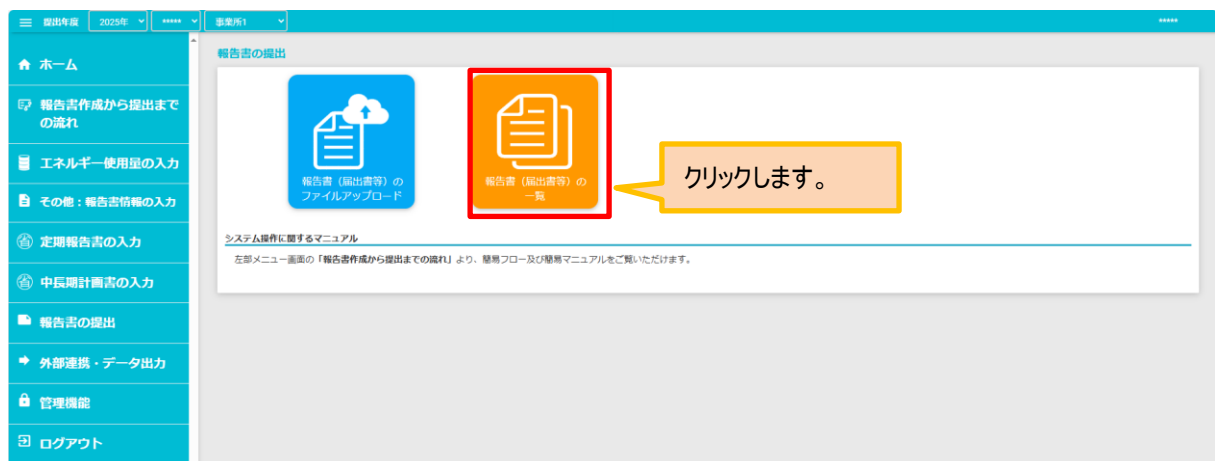 提出年度 2025年 ***** 事業所1 *****
ホーム
報告書作成から提出まで
の流れ
エネルギー使用量の入力
その他：報告書情報の入力
定期報告書の入力
中長期計画書の入力
報告書の提出
外部連携・データ出力
管理機能
ログアウト
報告書の提出
報告書（届出書等）の
ファイルアップロード
報告書（届出書等）の
一覧
クリックします。
システム操作に関するマニュアル
左部メニュー画面の「報告書作成から提出までの流れ」より、簡易フロー及び簡易マニュアルをご覧いただけます。